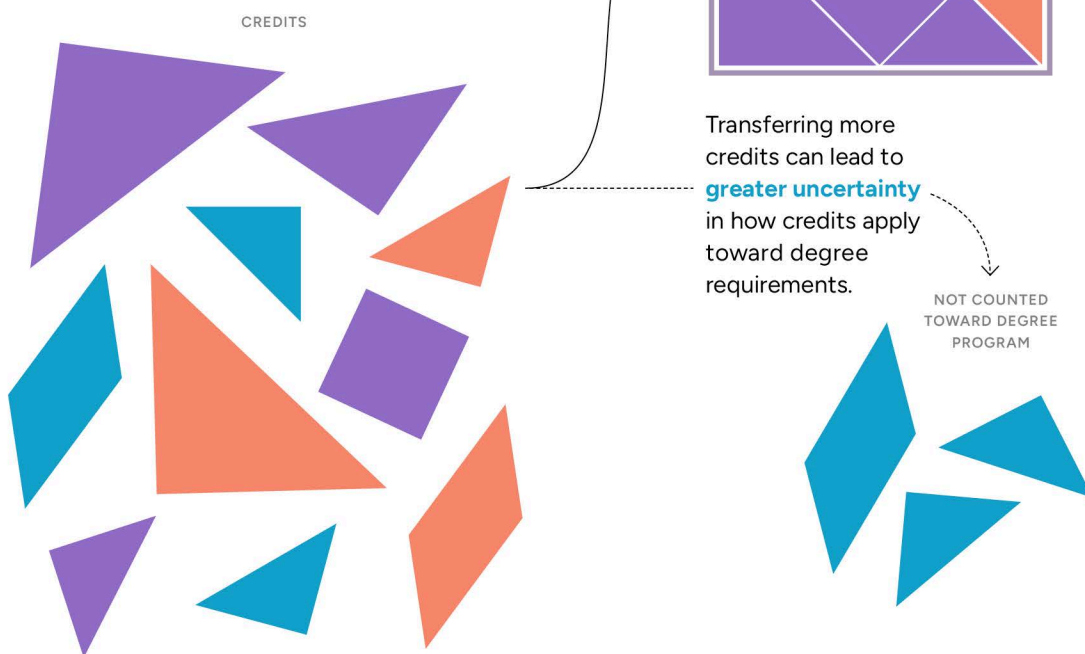 CREDITS
Transferring more
credits can lead to
greater uncertainty
in how credits apply
toward degree
requirements.
NOT COUNTED
TOWARD DEGREE
PROGRAM